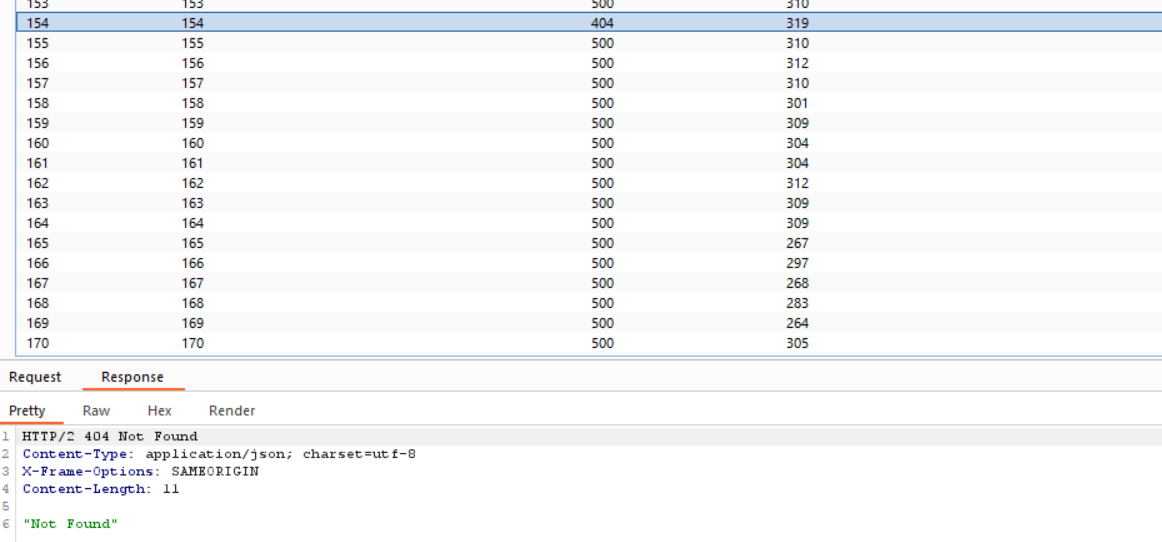 153 153 500 310
154 154 404 319
155 155 500 310
156 156 500 312
157 157 500 310
158 158 500 301
159 159 500 309
160 160 500 304
161 161 500 304
162 162 500 312
163 163 500 309
164 164 500 309
165 165 500 267
166 166 500 297
167 167 500 268
168 168 500 283
169 169 500 264
170 170 500 305
Request Response
Pretty Raw Hex Render
1 HTTP/2 404 Not Found
2 Content-Type: application/json; charset=utf-8
3 X-Frame-Options: SAMEORIGIN
4 Content-Length: 11
5
6 "Not Found"